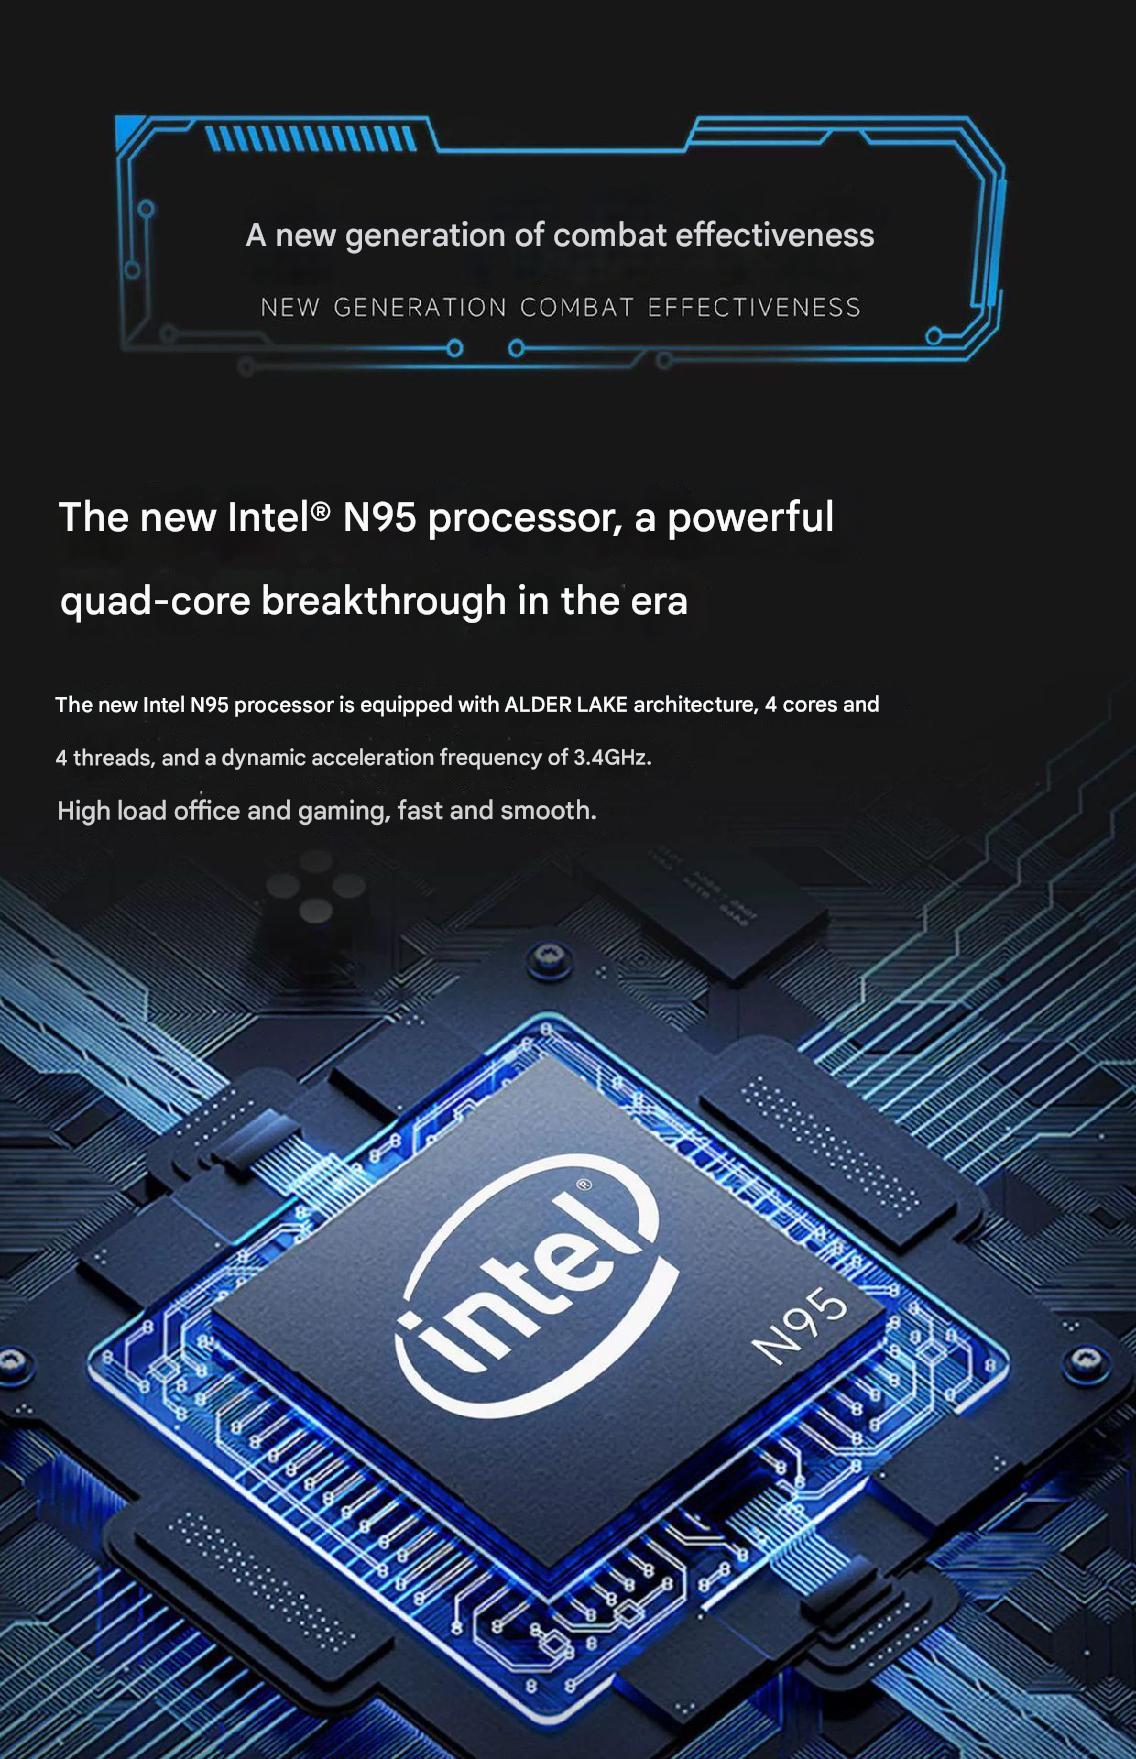 A new generation of combat effectiveness
NEW GENERATION COMBAT EFFECTIVENESS
The new Intel® N95 processor, a powerful
quad-core breakthrough in the era
The new Intel N95 processor is equipped with ALDER LAKE architecture, 4 cores and
4 threads, and a dynamic acceleration frequency of 3.4GHz.
High load office and gaming, fast and smooth.
intel®
N95